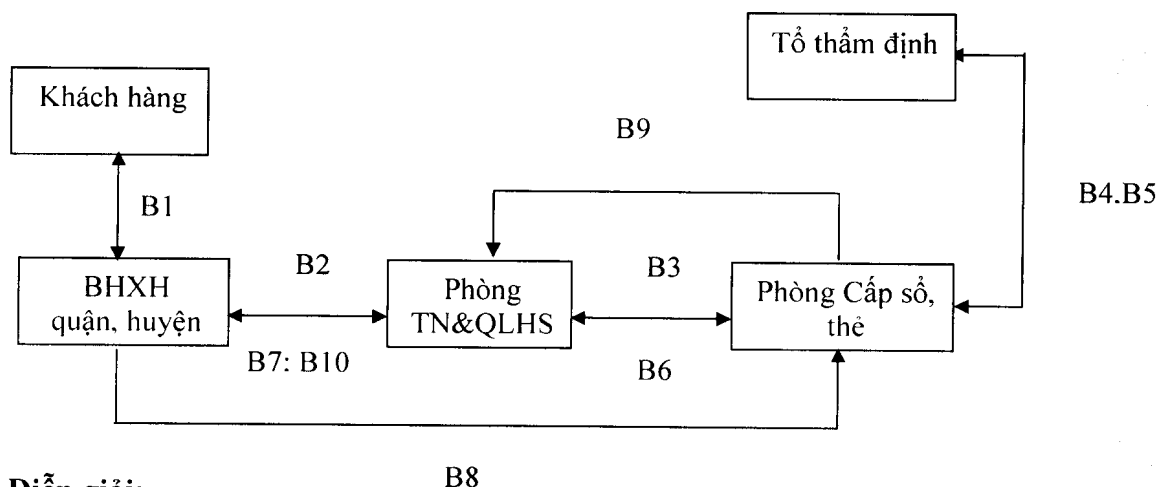 Tổ thẩm định
Khách hàng
B9
B4.B5
B1
B2
B3
BHXH
quận, huyện
Phòng
TN&QLHS
Phòng Cấp sổ,
thẻ
B7: B10
B6
B8
Diễn giải: